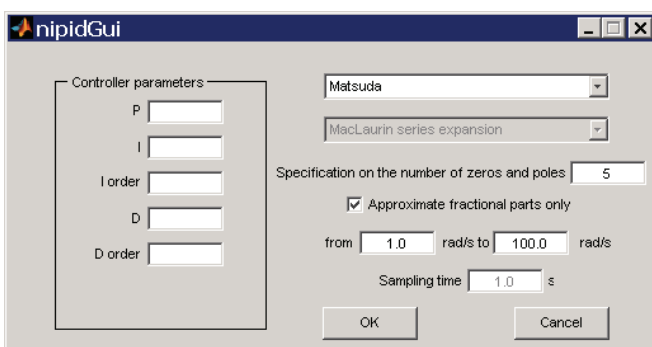 nipidGui
Controller parameters
P
I
I order
D
D order
Matsuda
MacLaurin series expansion
Specification on the number of zeros and poles 5
Approximate fractional parts only
from 1.0 rad/s to 100.0 rad/s
Sampling time 1.0 s
OK Cancel